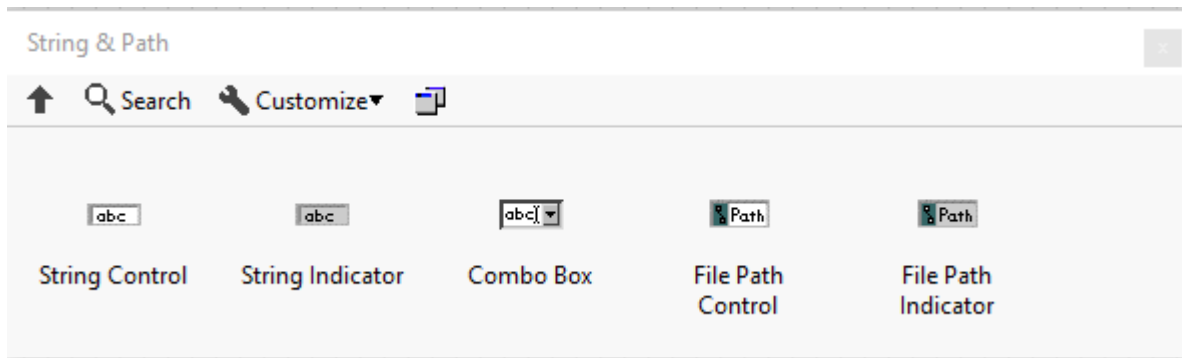 String & Path
x
Search Customize
abc abc abc Path Path
String Control String Indicator Combo Box File Path Control File Path Indicator